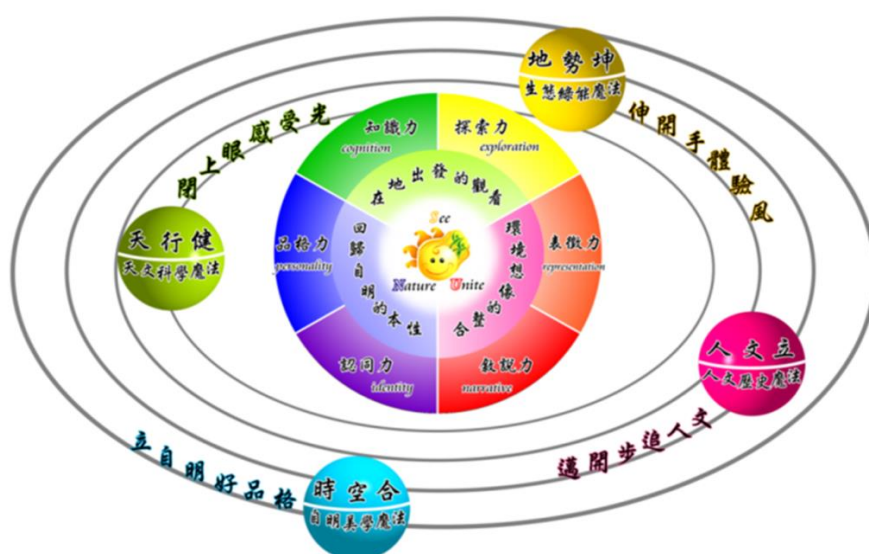 地勢坤
生態綠能魔法
伸開手體驗風
閉上眼感受光
知識力
cognition
探索力
exploration
在地出發的觀看
天行健
天文科學魔法
品格力
personality
回歸自明的本性
See
Nature
Unite
環境想像的整合
表徵力
representation
認同力
identity
敘說力
narrative
人文立
人文歷史魔法
邁開步追人文
立自明好品格
時空合
自明美學魔法